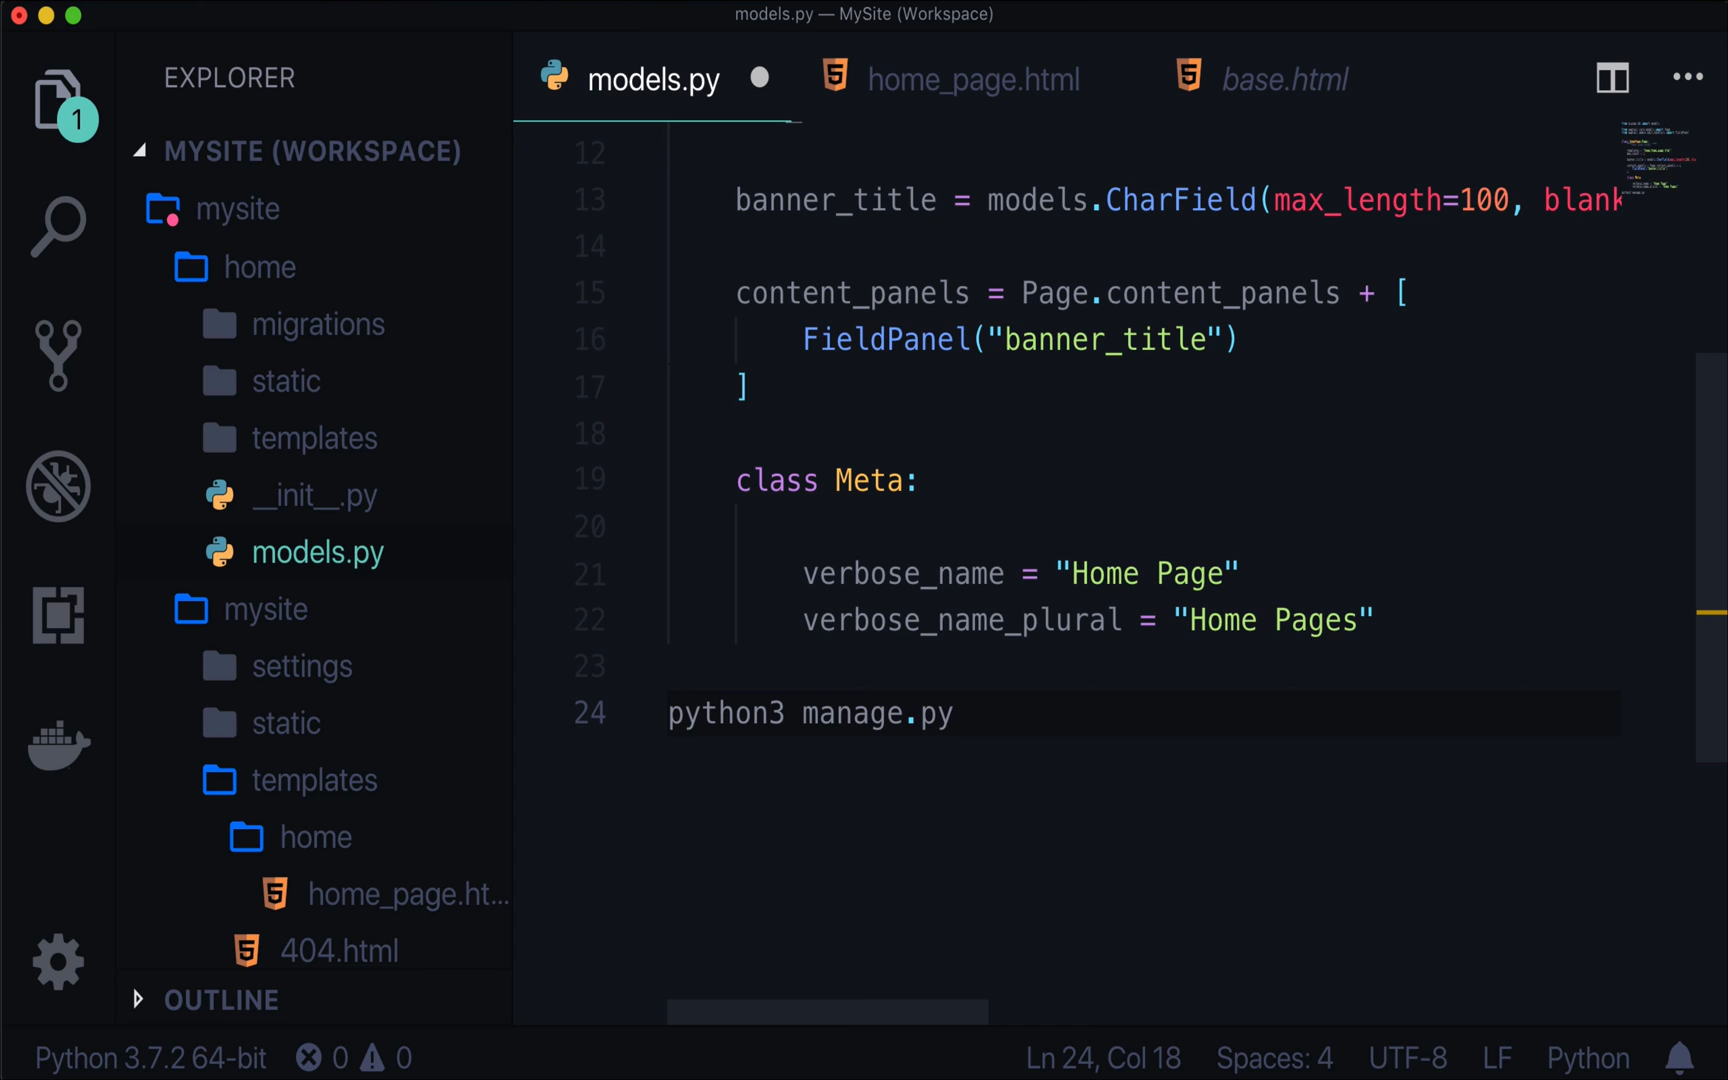 models.py — MySite (Workspace)
EXPLORER
1
MYSITE (WORKSPACE)
mysite
home
migrations
static
templates
__init__.py
models.py
mysite
settings
static
templates
home
home_page.ht...
404.html
OUTLINE
models.py
home_page.html
base.html
12
13 banner_title = models.CharField(max_length=100, blank
14
15 content_panels = Page.content_panels + [
16 FieldPanel("banner_title")
17 ]
18
19 class Meta:
20
21 verbose_name = "Home Page"
22 verbose_name_plural = "Home Pages"
23
24 python3 manage.py
Python 3.7.2 64-bit 0 0 Ln 24, Col 18 Spaces: 4 UTF-8 LF Python